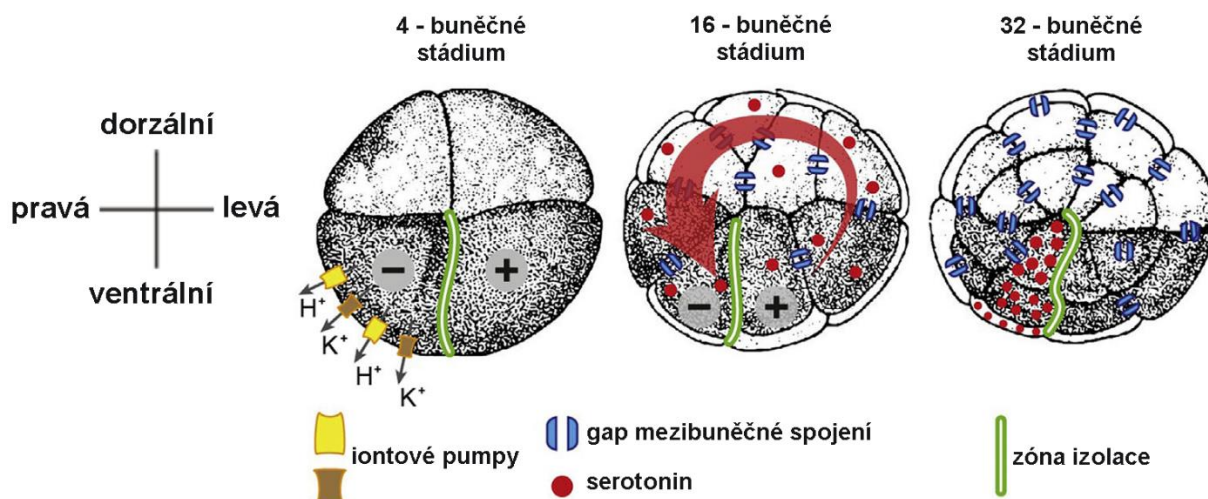 4 - buněčné
stádium
16 - buněčné
stádium
32 - buněčné
stádium
dorzální
pravá
levá
ventrální
−
+
−
+
H⁺
K⁺
H⁺
K⁺
iontové pumpy
gap mezibuněčné spojení
serotonin
zóna izolace